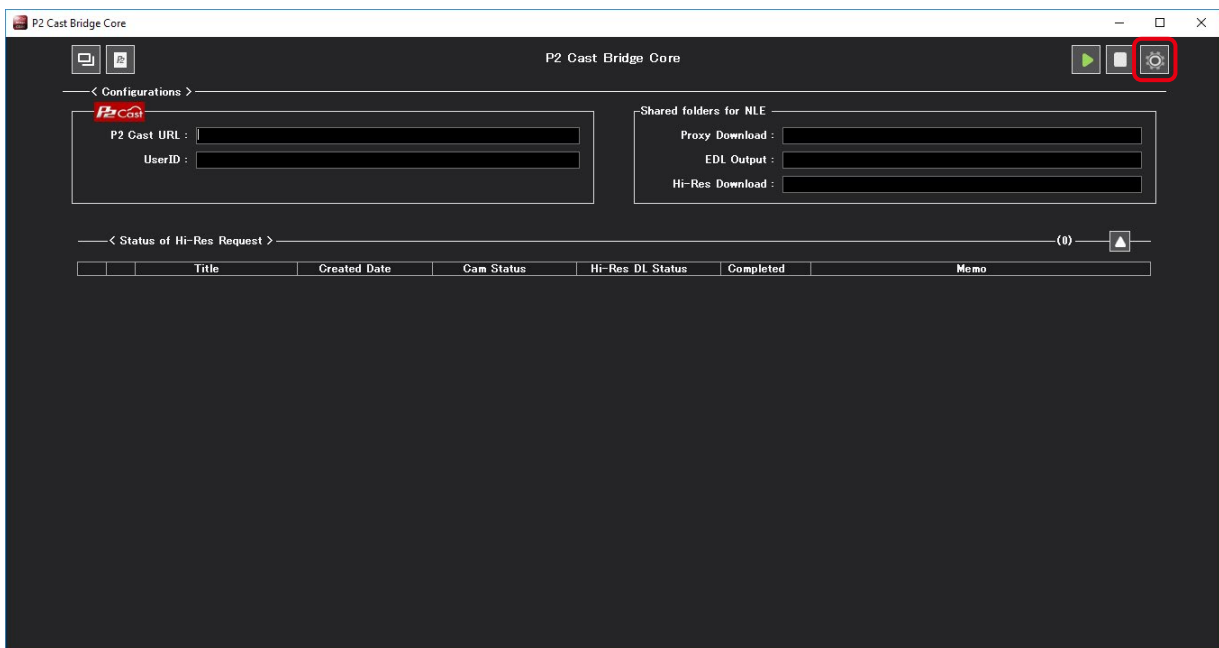 P2 Cast Bridge Core
P2 Cast Bridge Core
< Configurations >
P2 Cast
P2 Cast URL :
UserID :
Shared folders for NLE
Proxy Download :
EDL Output :
Hi-Res Download :
< Status of Hi-Res Request > (0)
Title Created Date Cam Status Hi-Res DL Status Completed Memo